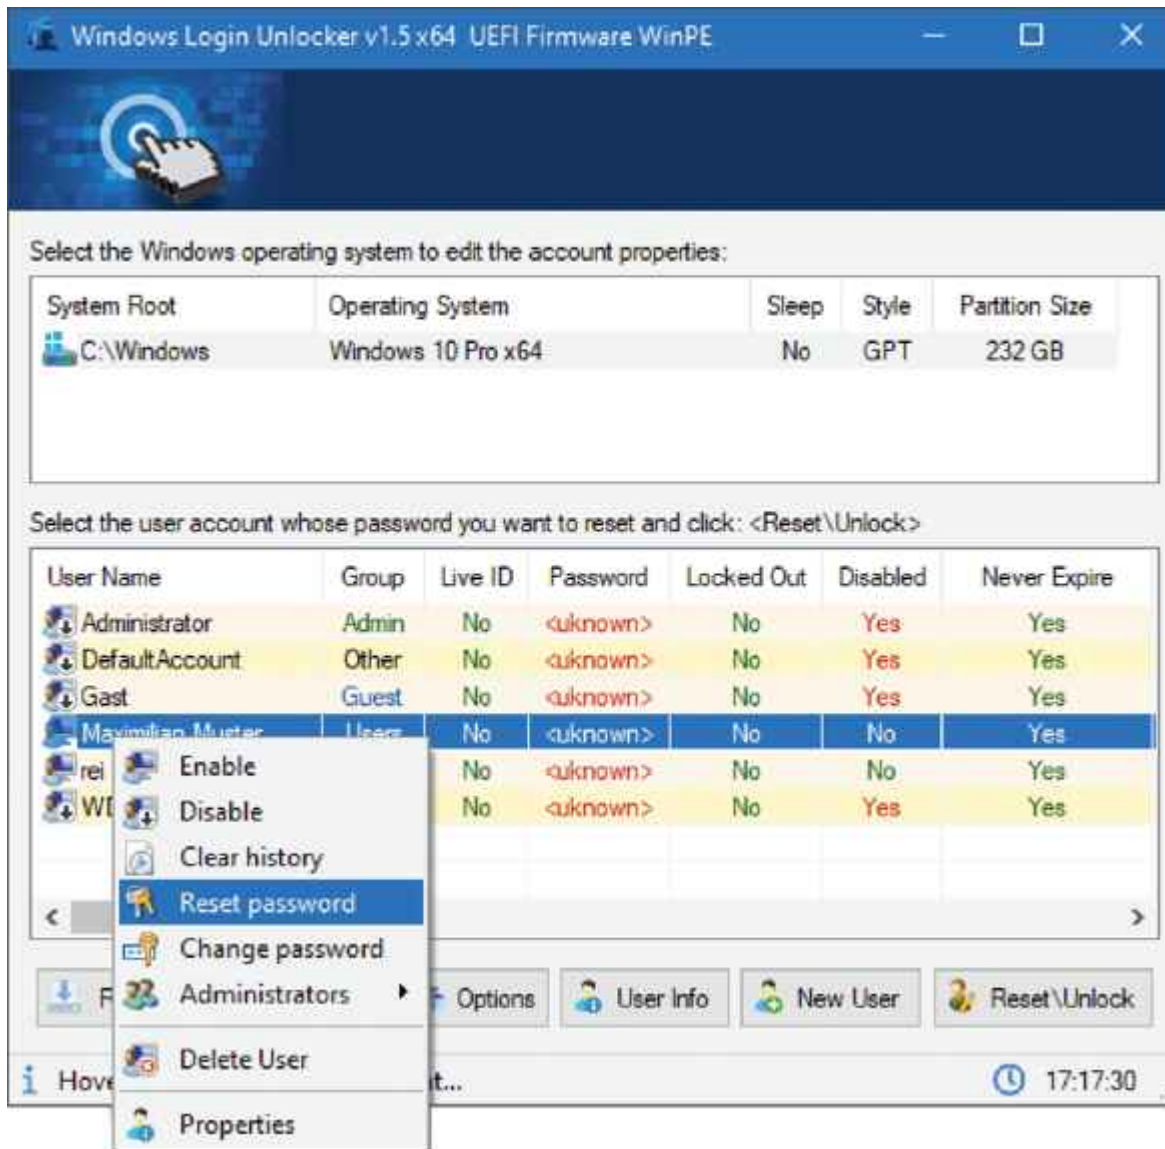 Windows Login Unlocker v1.5 x64 UEFI Firmware WinPE
Select the Windows operating system to edit the account properties:
System Root Operating System Sleep Style Partition Size
C:\Windows Windows 10 Pro x64 No GPT 232 GB
Select the user account whose password you want to reset and click: <Reset\Unlock>
User Name Group Live ID Password Locked Out Disabled Never Expire
Administrator Admin No <uknown> No Yes Yes
DefaultAccount Other No <uknown> No Yes Yes
Gast Guest No <uknown> No Yes Yes
Maximilian Muster Users No <uknown> No No Yes
rei No <uknown> No No Yes
No <uknown> No Yes Yes
Enable
Disable
Clear history
Reset password
Change password
Administrators
Delete User
Properties
Options User Info New User Reset\Unlock
17:17:30